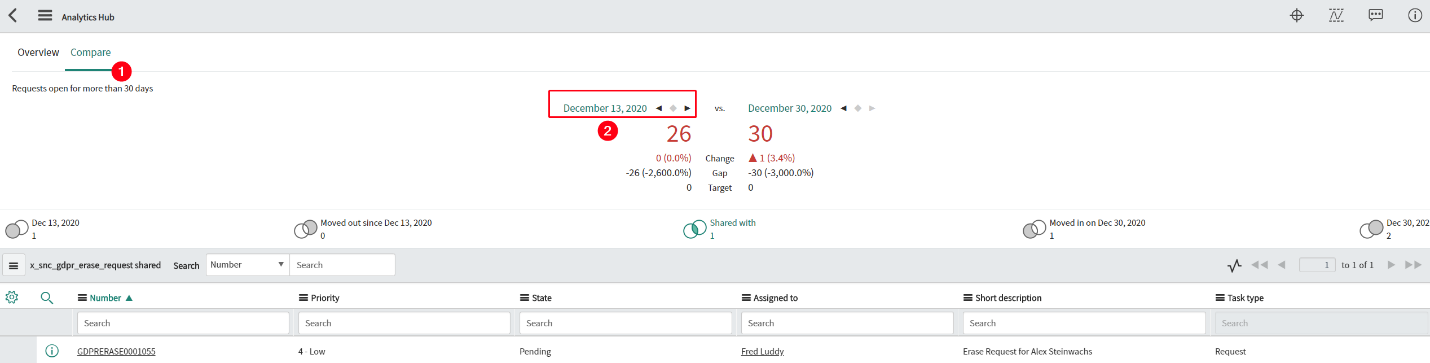 Analytics Hub
Overview Compare
1
Requests open for more than 30 days
December 13, 2020 vs. December 30, 2020
2
26 30
0 (0.0%) Change ▲ 1 (3.4%)
-26 (-2,600.0%) Gap -30 (-3,000.0%)
0 Target 0
Dec 13, 2020 Moved out since Dec 13, 2020 Shared with Moved in on Dec 30, 2020 Dec 30, 202
1 0 1 1 2
x_snc_gdpr_erase_request shared Search Number Search 1 to 1 of 1
Number ▲ Priority State Assigned to Short description Task type
Search Search Search Search Search Search
GDPRERASE0001055 4 - Low Pending Fred Luddy Erase Request for Alex Steinwachs Request